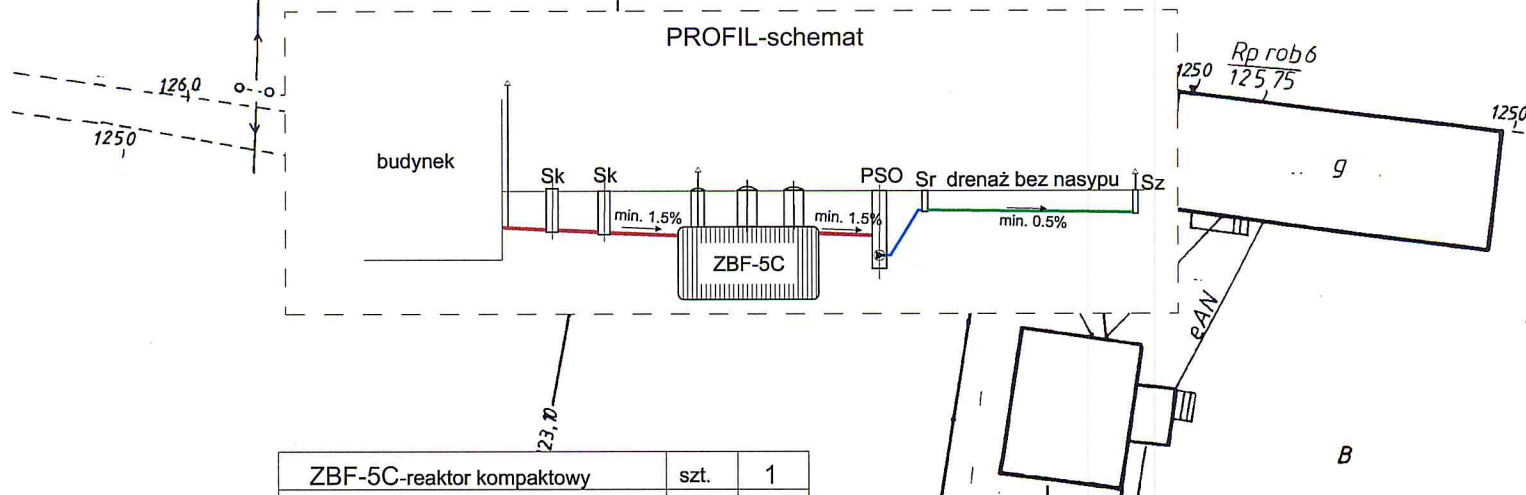 PROFIL-schemat
Rp rob 6
125,75
1250
1250
126,0
1250
budynek
Sk
Sk
PSO
Sr
drenaż bez nasypu
Sz
g
min. 1.5%
min. 1.5%
min. 0.5%
ZBF-5C
eAN
23,10
B
ZBF-5C-reaktor kompaktowy szt. 1